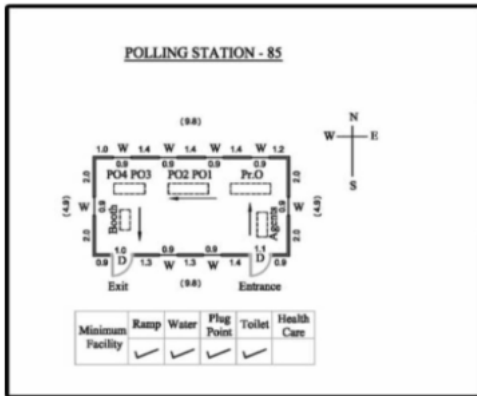 POLLING STATION - 85
N
W E
S
(9.8)
1.0 W 1.4 W 1.4 W 1.4 W 1.2
0.9 0.9 0.9 0.9
2.0 PO4 PO3 PO2 PO1 Pr.O 2.0
(4.9) W 0.9 0.9 W (4.9)
Booth Agents
2.0 2.0
1.0 0.9 0.9 1.1
D D
0.9 1.3 W 1.3 W 1.4 0.9
Exit (9.8) Entrance
Minimum Facility Ramp Water Plug Point Toilet Health Care